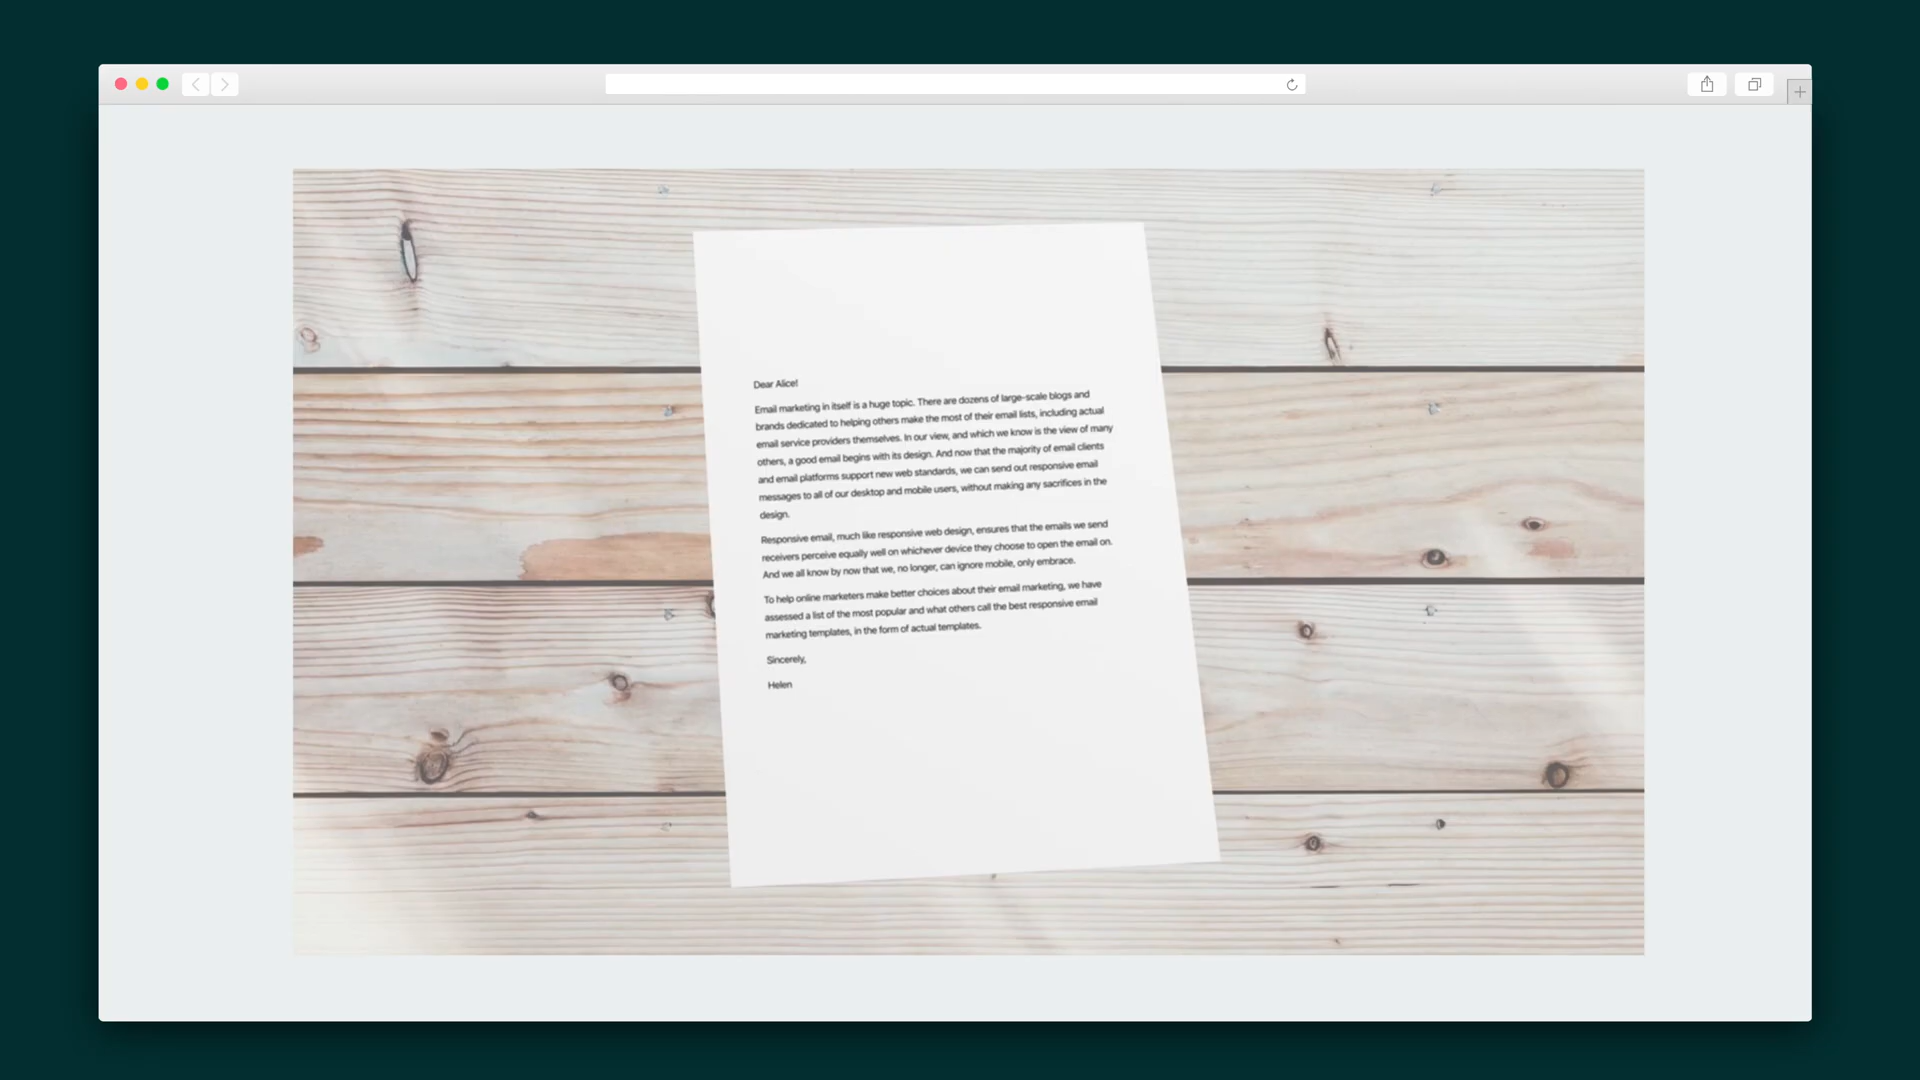 Dear Alice!
Email marketing in itself is a huge topic. There are dozens of large-scale blogs and
brands dedicated to helping others make the most of their email lists, including actual
email service providers themselves. In our view, and which we know is the view of many
others, a good email begins with its design. And now that the majority of email clients
and email platforms support new web standards, we can send out responsive email
messages to all of our desktop and mobile users, without making any sacrifices in the
design.
Responsive email, much like responsive web design, ensures that the emails we send
receivers perceive equally well on whichever device they choose to open the email on.
And we all know by now that we, no longer, can ignore mobile, only embrace.
To help online marketers make better choices about their email marketing, we have
assessed a list of the most popular and what others call the best responsive email
marketing templates, in the form of actual templates.
Sincerely,
Helen